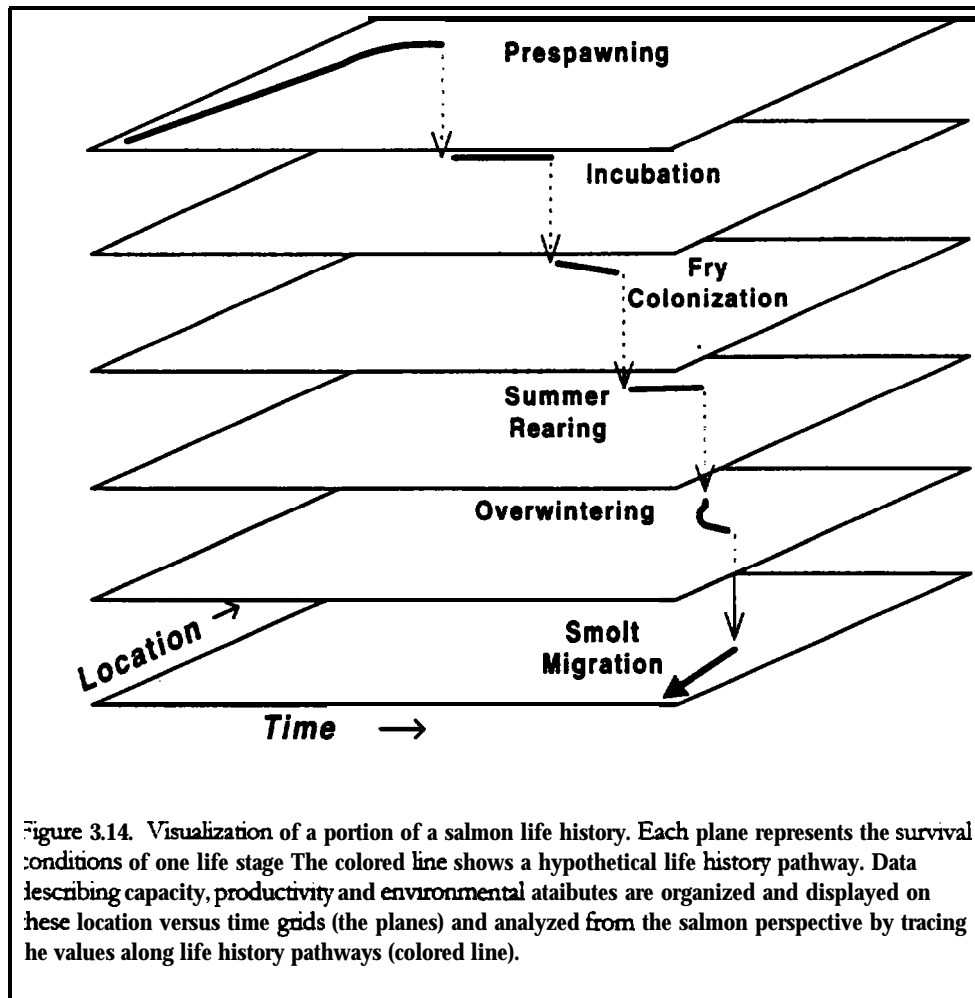 Prespawning
Incubation
Fry
Colonization
Summer
Rearing
Overwintering
Smolt
Migration
Location →
Time →
Figure 3.14. Visualization of a portion of a salmon life history. Each plane represents the survival
conditions of one life stage The colored line shows a hypothetical life history pathway. Data
describing capacity, productivity and environmental ataibutes are organized and displayed on
hese location versus time grids (the planes) and analyzed from the salmon perspective by tracing
he values along life history pathways (colored line).